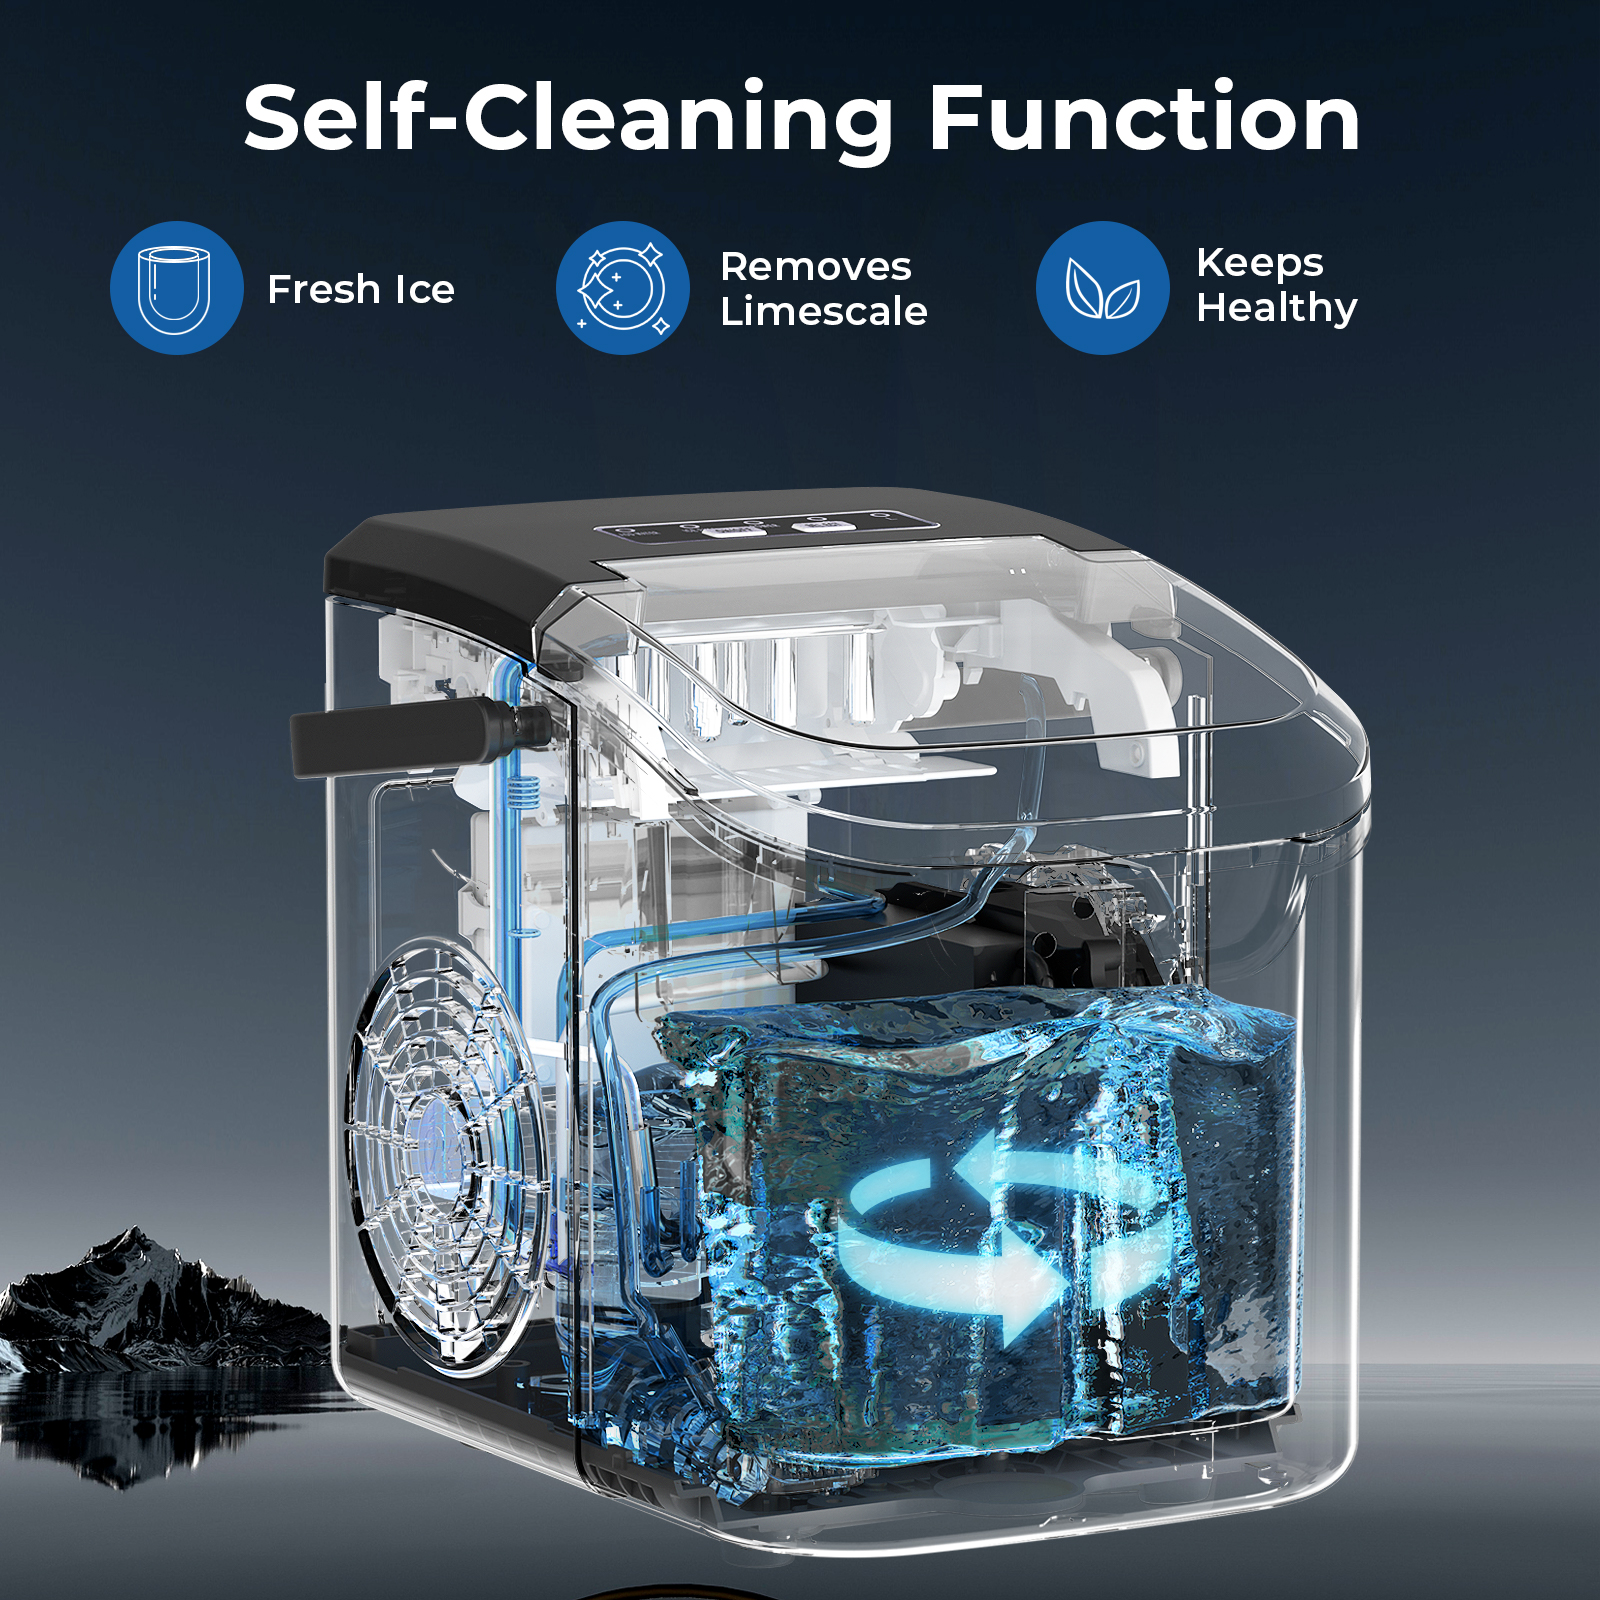 Self-Cleaning Function
Fresh Ice
Removes
Limescale
Keeps
Healthy